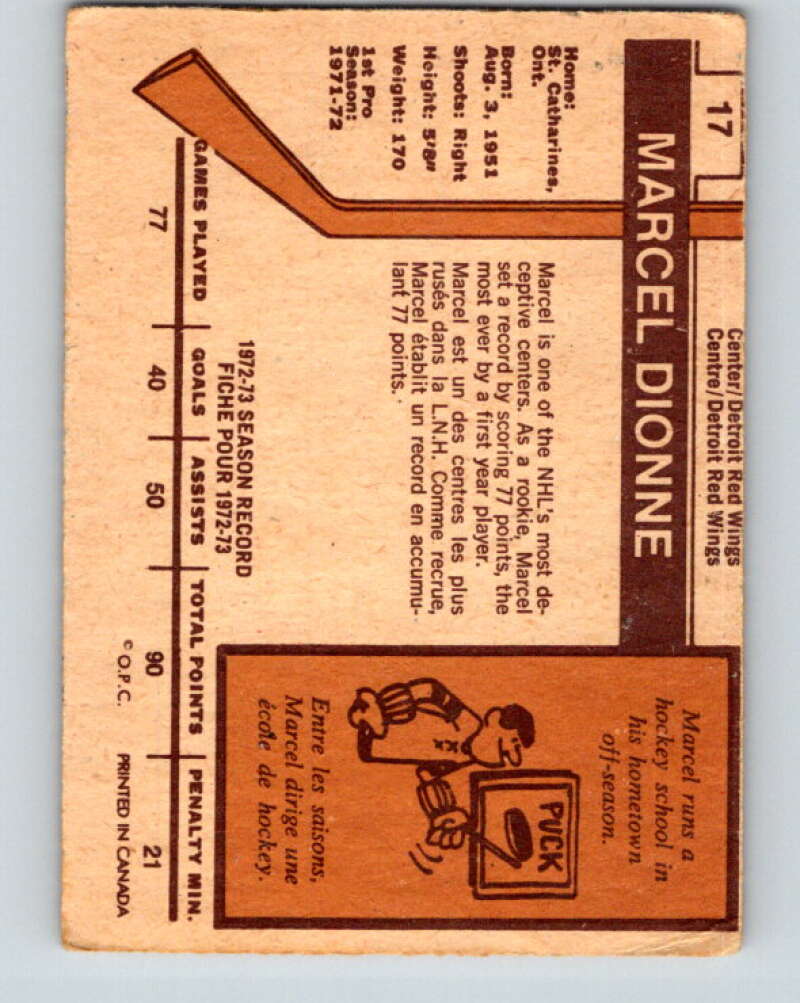 17
Center/Detroit Red Wings
Centre/Detroit Red Wings
MARCEL DIONNE
Home:
St. Catharines,
Ont.
Born:
Aug. 3, 1951
Shoots: Right
Height: 5'8"
Weight: 170
1st Pro
Season:
1971-72
Marcel is one of the NHL's most de-
ceptive centers. As a rookie, Marcel
set a record by scoring 77 points, the
most ever by a first year player.
Marcel est un des centres les plus
rusés dans la L.N.H. Comme recrue,
Marcel établit un record en accumu-
lant 77 points.
Marcel runs a
hockey school in
his hometown
off-season.
PUCK
XX
Entre les saisons,
Marcel dirige une
école de hockey.
1972-73 SEASON RECORD
FICHE POUR 1972-73
GAMES PLAYED GOALS ASSISTS TOTAL POINTS PENALTY MIN.
77 40 50 90 21
© O.P.C. PRINTED IN CANADA